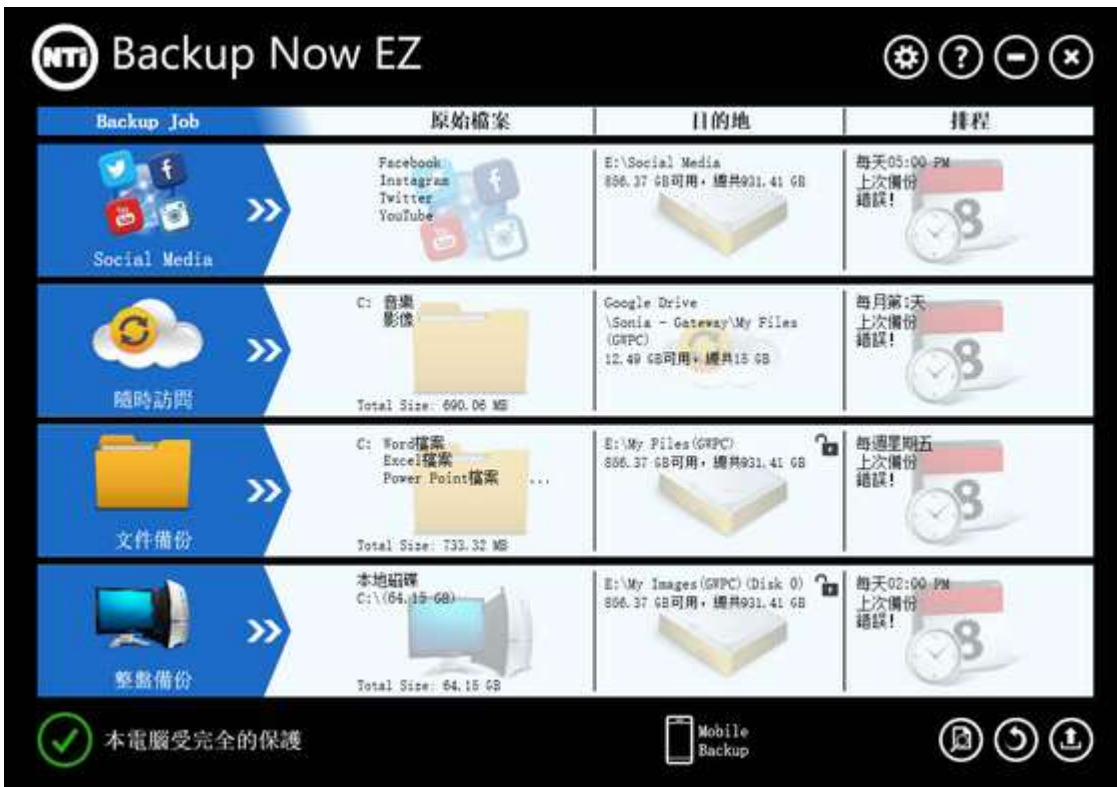 NTI Backup Now EZ
Backup Job 原始檔案 目的地 排程
Social Media
Facebook
Instagram
Twitter
YouTube
E:\Social Media
856.37 GB可用，總共931.41 GB
每天05:00 PM
上次備份
錯誤!
隨時訪問
C: 音樂
影像
Total Size: 690.06 MB
Google Drive
\Sonia - Gateway\My Files
(GWPC)
12.49 GB可用，總共15 GB
每月第1天
上次備份
錯誤!
文件備份
C: Word檔案
Excel檔案
Power Point檔案 ...
Total Size: 733.32 MB
E:\My Files(GWPC)
856.37 GB可用，總共931.41 GB
每週星期五
上次備份
錯誤!
整盤備份
本地磁碟
C:\(64.15 GB)
Total Size: 64.15 GB
E:\My Images(GWPC)(Disk 0)
856.37 GB可用，總共931.41 GB
每天02:00 PM
上次備份
錯誤!
本電腦受完全的保護
Mobile
Backup